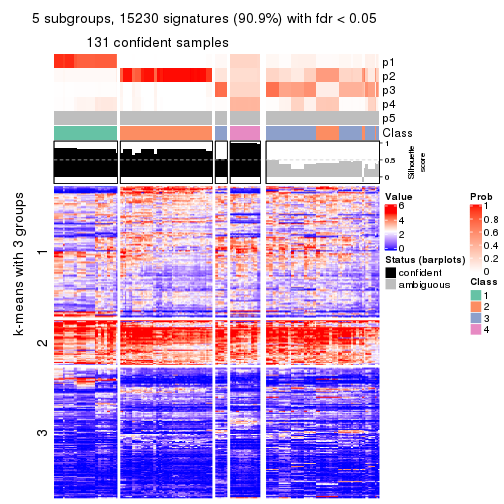 5 subgroups, 15230 signatures (90.9%) with fdr < 0.05
131 confident samples
p1
p2
p3
p4
p5
Class
1
0.5
0
Silhouette
score
k-means with 3 groups
1
2
3
Value
6
4
2
0
Status (barplots)
confident
ambiguous
Prob
1
0.8
0.6
0.4
0.2
0
Class
1
2
3
4